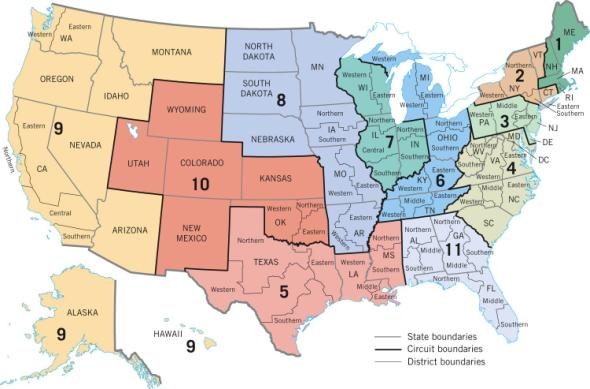 Western
Eastern
WA
MONTANA
OREGON
IDAHO
9
Eastern
NEVADA
Northern
CA
Central
Southern
ARIZONA
WYOMING
UTAH
COLORADO
10
KANSAS
NEW
MEXICO
Western
Northern
OK
Eastern
NORTH
DAKOTA
MN
SOUTH
DAKOTA
8
NEBRASKA
Northern
IA
Southern
MO
Western
Eastern
AR
Western
Eastern
Northern
TEXAS
Eastern
Western
5
Southern
Western
LA
Middle
Eastern
Northern
MS
Southern
Western
WI
Eastern
Northern
IL
Central
Southern
7
Northern
IN
Southern
Western
MI
Western
Eastern
Northern
OHIO
Southern
6
Western
KY
Eastern
Western
Middle
TN
Eastern
Northern
AL
Middle
Southern
Northern
GA
11
Middle
Southern
Northern
FL
Middle
Southern
Northern
WV
Southern
VA
Eastern
Western
4
Western
Middle
Eastern
NC
SC
MD
DC
DE
NJ
3
Western
Middle
PA
Eastern
Northern
2
NY
Western
Eastern
Southern
CT
RI
MA
VT
NH
ME
1
ALASKA
9
HAWAII
9
State boundaries
Circuit boundaries
District boundaries